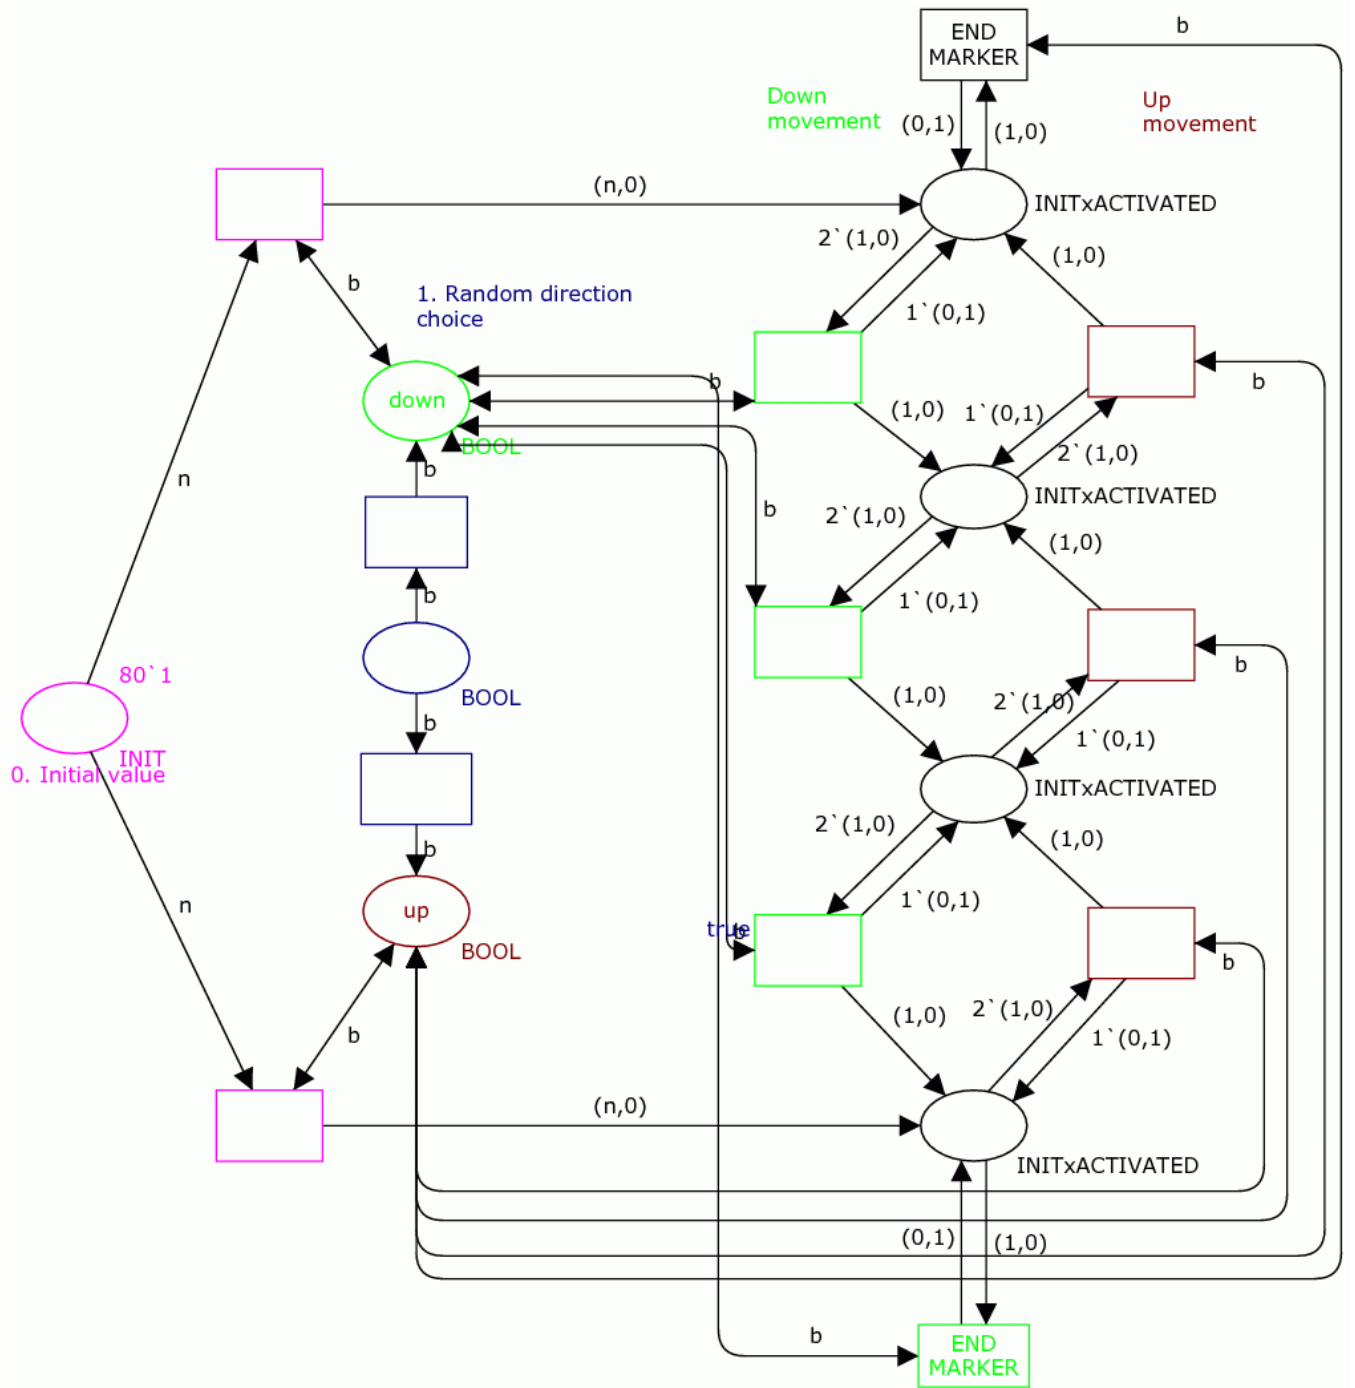 b
END
MARKER
Down
movement
Up
movement
(0,1)
(1,0)
(n,0)
INITxACTIVATED
2`(1,0)
(1,0)
b
1. Random direction
choice
1`(0,1)
b
b
down
(1,0)
1`(0,1)
BOOL
b
2`(1,0)
n
INITxACTIVATED
b
2`(1,0)
(1,0)
b
1`(0,1)
b
80`1
BOOL
(1,0)
2`(1,0)
b
INIT
0. Initial value
1`(0,1)
INITxACTIVATED
b
2`(1,0)
(1,0)
n
up
1`(0,1)
true
b
BOOL
b
(1,0)
2`(1,0)
b
1`(0,1)
(n,0)
INITxACTIVATED
(0,1)
(1,0)
b
END
MARKER